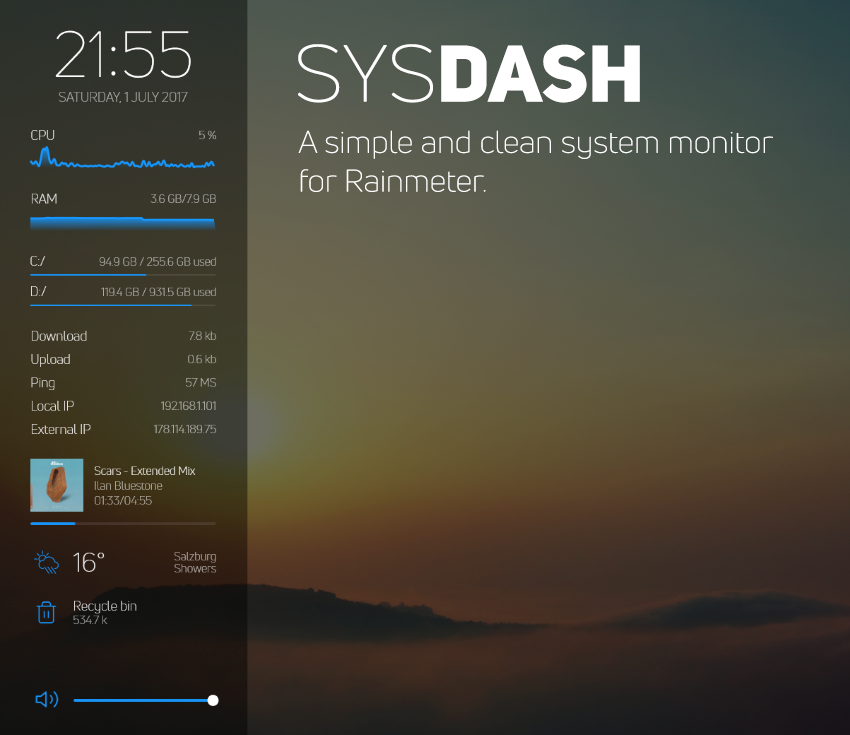 21:55
SATURDAY, 1 JULY 2017
CPU 5 %
RAM 3.6 GB/7.9 GB
C:/ 94.9 GB / 255.6 GB used
D:/ 119.4 GB / 931.5 GB used
Download 7.8 kb
Upload 0.6 kb
Ping 57 MS
Local IP 192.168.1.101
External IP 178.114.189.75
Scars - Extended Mix
Ilan Bluestone
01:33/04:55
16° Salzburg
Showers
Recycle bin
534.7 k
SYSDASH
A simple and clean system monitor
for Rainmeter.